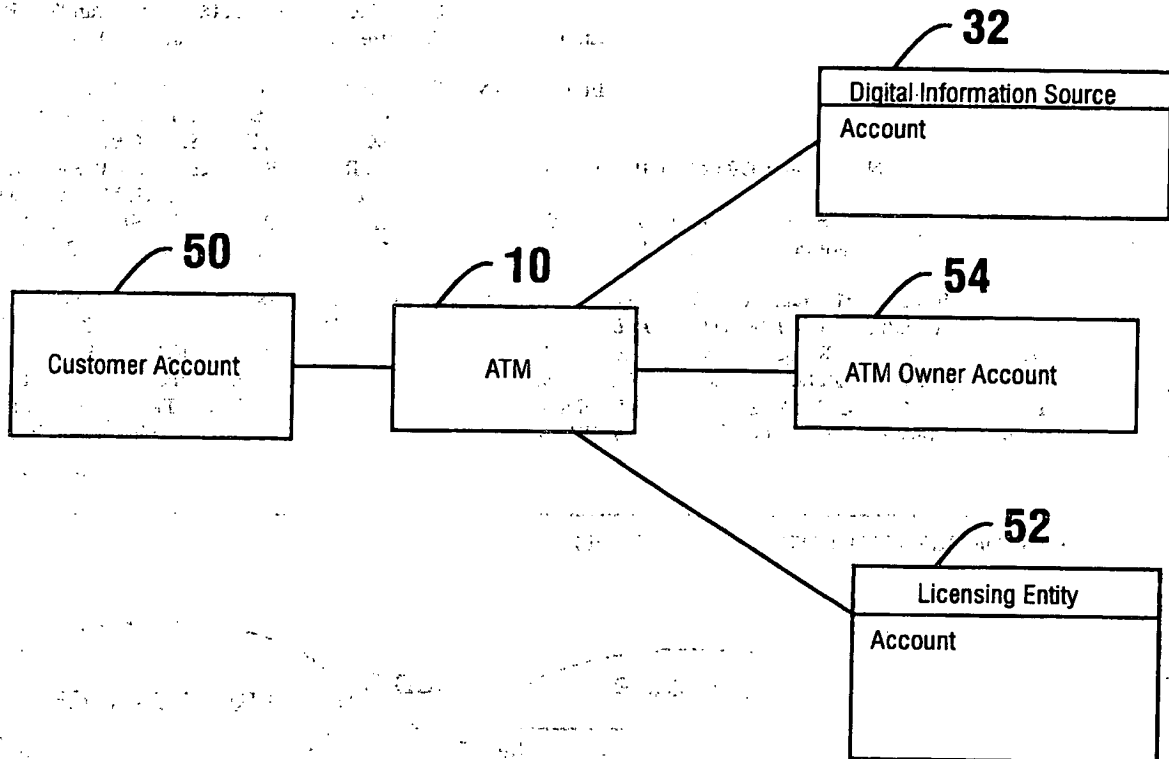 32
Digital Information Source
Account
50
10
54
Customer Account
ATM
ATM Owner Account
52
Licensing Entity
Account